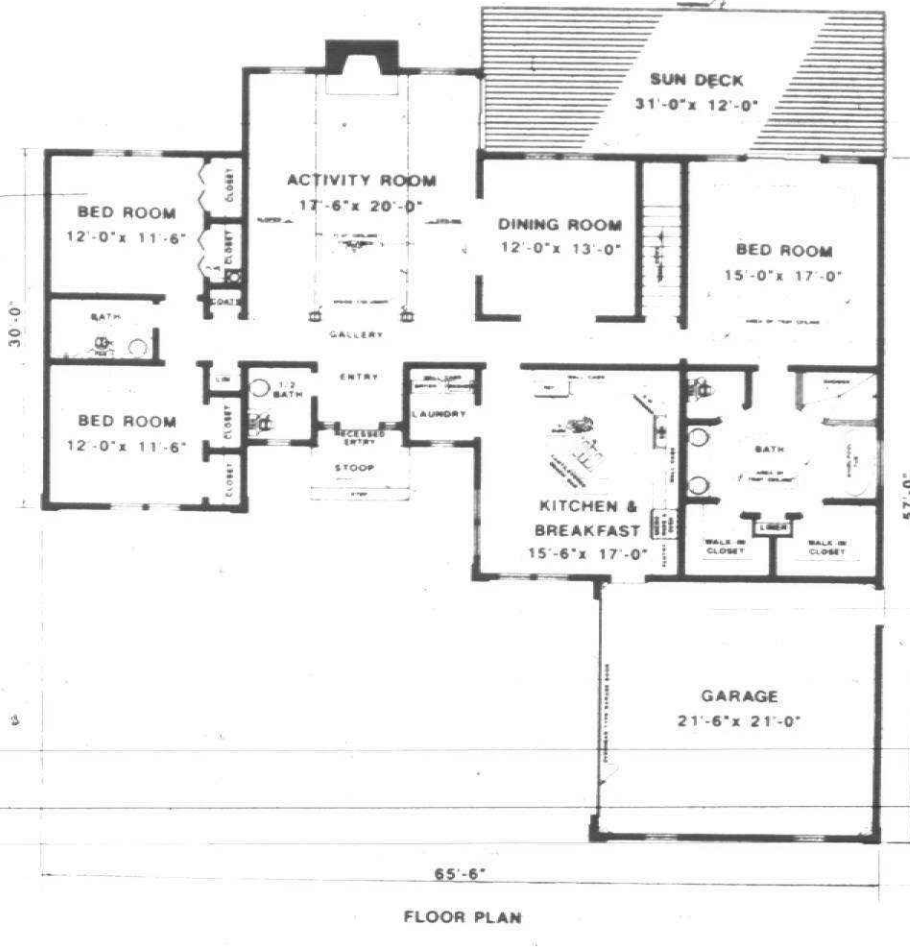 SUN DECK
31'-0" x 12'-0"
ACTIVITY ROOM
17'-6" x 20'-0"
CLOSET
BED ROOM
12'-0" x 11'-6"
CLOSET
DINING ROOM
12'-0" x 13'-0"
BED ROOM
15'-0" x 17'-0"
COATS
BATH
GALLERY
30'-0"
ENTRY
LIN
1/2
BATH
LAUNDRY
BED ROOM
12'-0" x 11'-6"
CLOSET
CLOSET
RECESSED
ENTRY
STOOP
SHOWER
BATH
KITCHEN &
BREAKFAST
15'-6" x 17'-0"
PANTRY
LINEN
WALK IN
CLOSET
WALK IN
CLOSET
57'-0"
GARAGE
21'-6" x 21'-0"
65'-6"
FLOOR PLAN